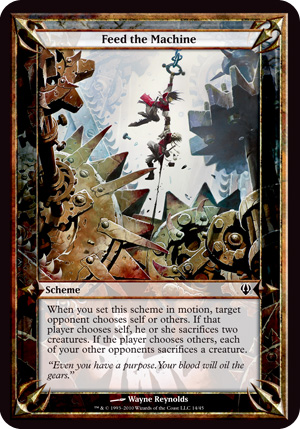 Feed the Machine
Scheme
When you set this scheme in motion, target
opponent chooses self or others. If that
player chooses self, he or she sacrifices two
creatures. If the player chooses others, each
of your other opponents sacrifices a creature.
“Even you have a purpose. Your blood will oil the
gears.”
Wayne Reynolds
™ & © 1993–2010 Wizards of the Coast LLC 14/45